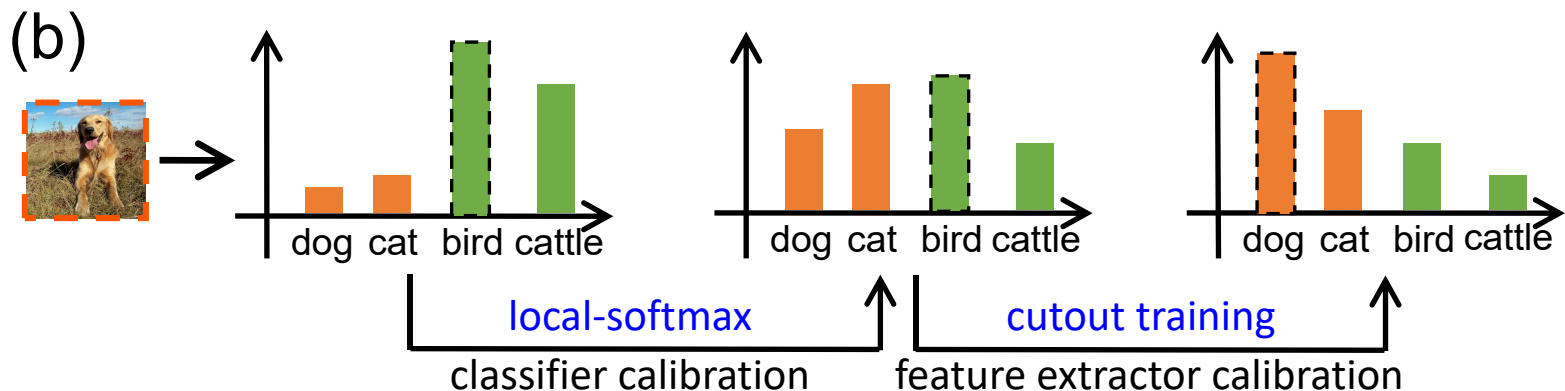 (b)
dog cat bird cattle
dog cat bird cattle
dog cat bird cattle
local-softmax
classifier calibration
cutout training
feature extractor calibration